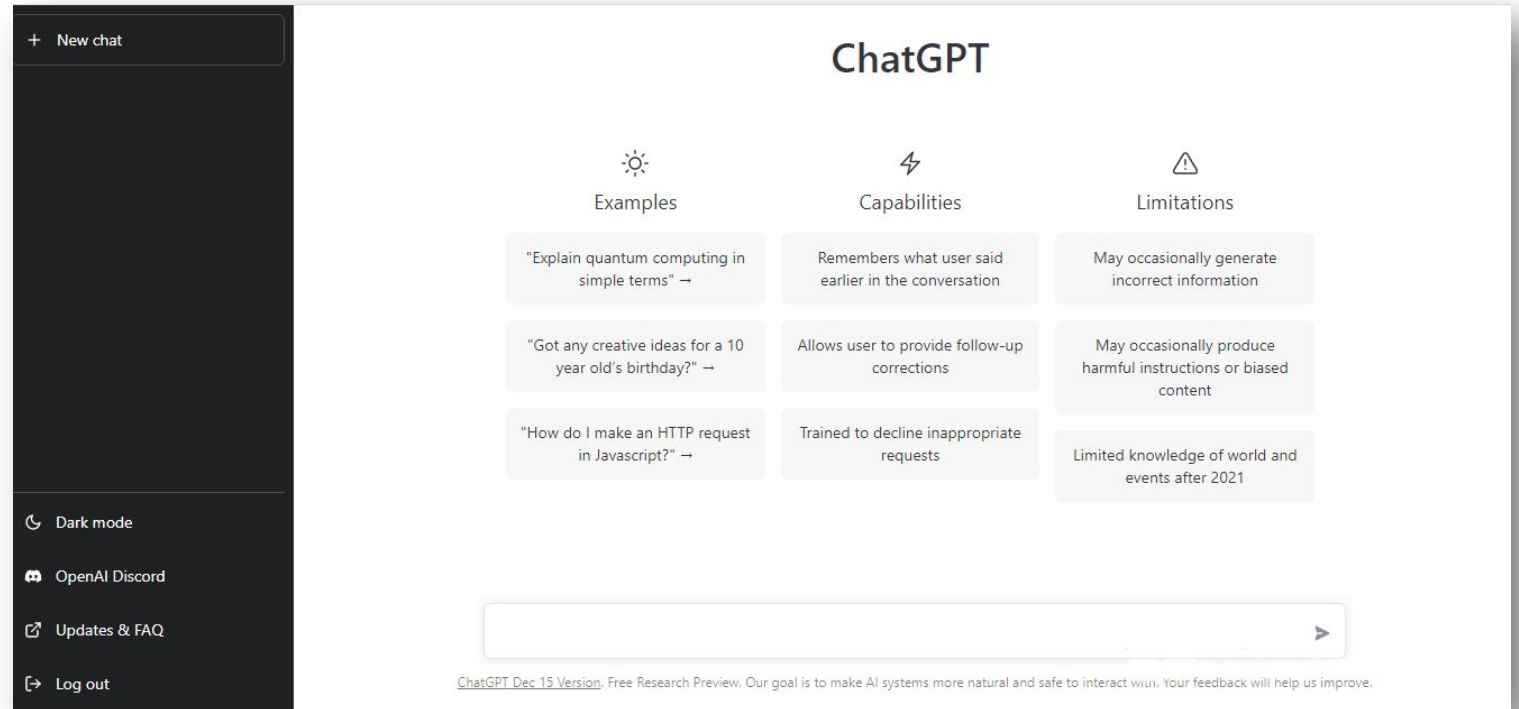 New chat
ChatGPT
Examples
"Explain quantum computing in
simple terms" →
"Got any creative ideas for a 10
year old's birthday?" →
"How do I make an HTTP request
in Javascript?" →
Capabilities
Remembers what user said
earlier in the conversation
Allows user to provide follow-up
corrections
Trained to decline inappropriate
requests
Limitations
May occasionally generate
incorrect information
May occasionally produce
harmful instructions or biased
content
Limited knowledge of world and
events after 2021
Dark mode
OpenAI Discord
Updates & FAQ
Log out
ChatGPT Dec 15 Version. Free Research Preview. Our goal is to make AI systems more natural and safe to interact with. Your feedback will help us improve.